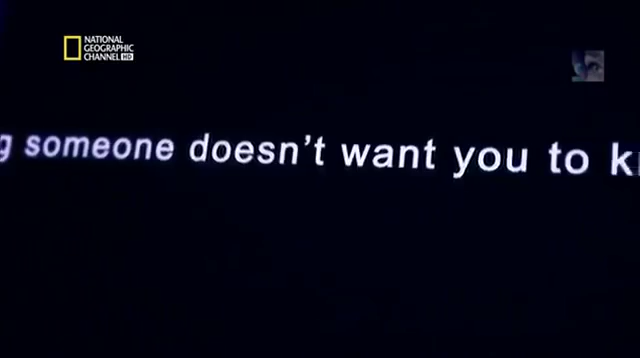 NATIONAL
GEOGRAPHIC
CHANNEL HD
g someone doesn't want you to k